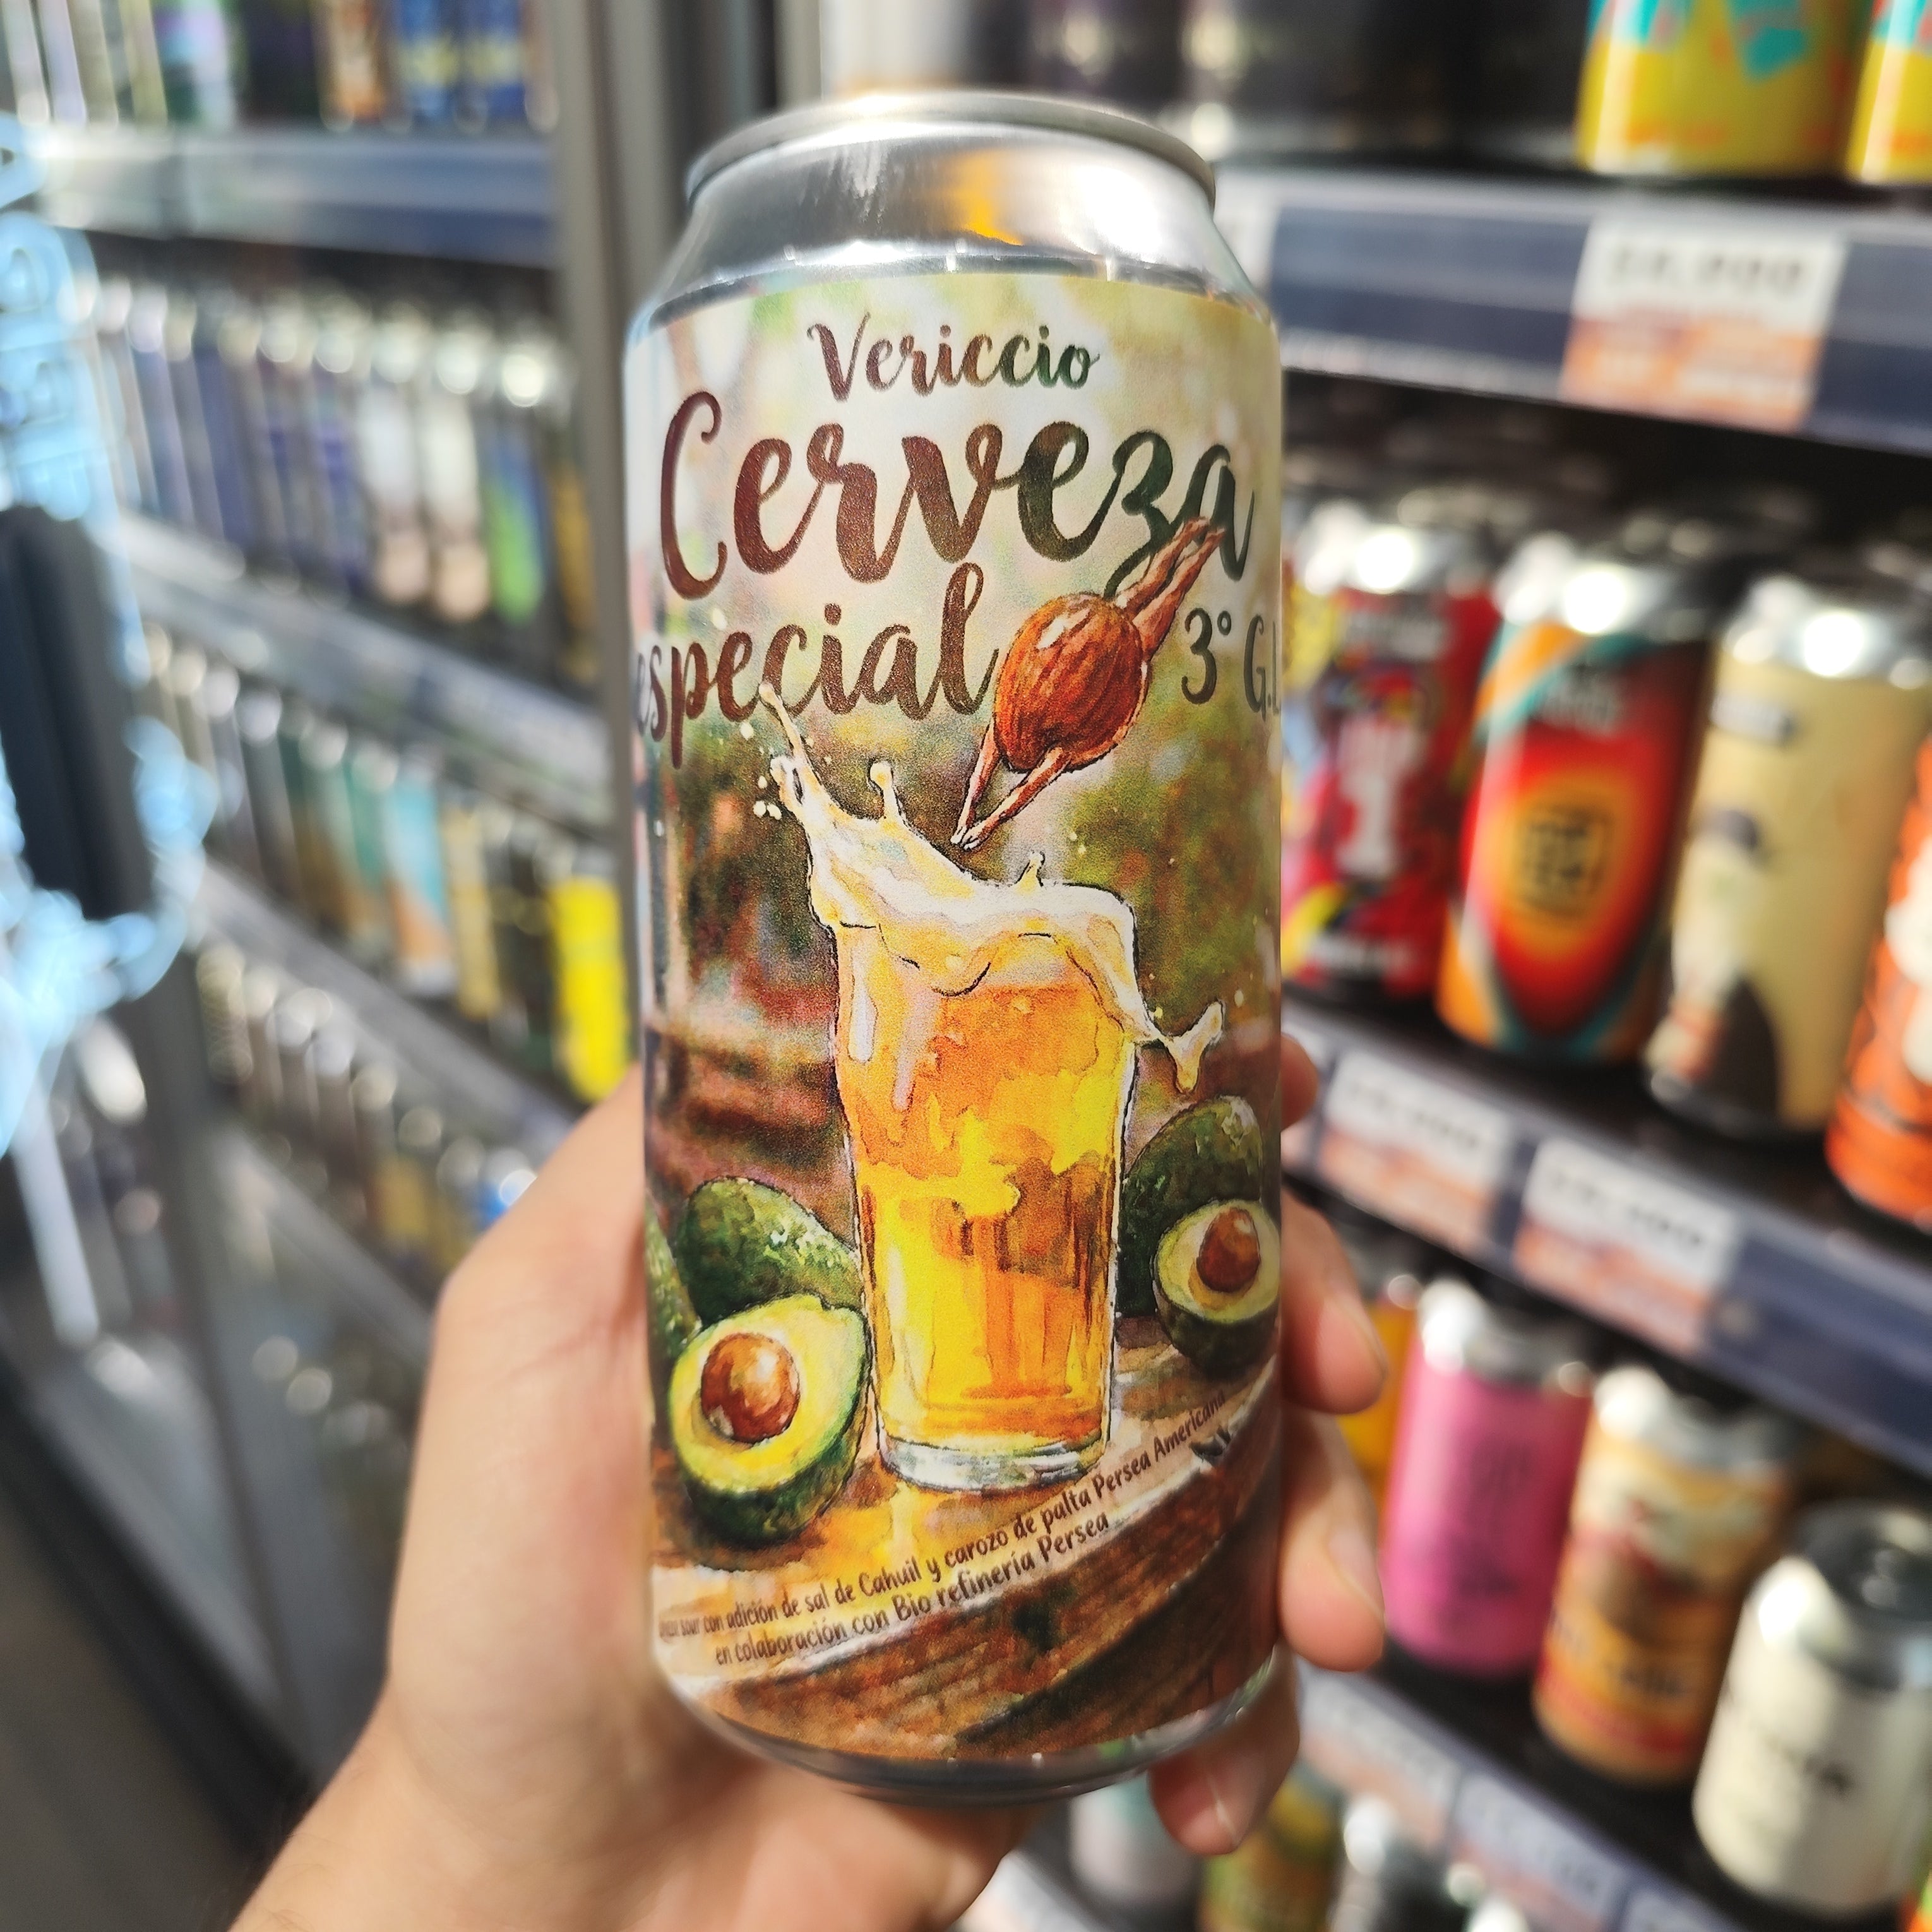 Vericcio
Cerveza
especial 3° G.L
sour con adición de sal de Cahuil y carozo de palta Persea Americana
en colaboración con Bio refinería Persea